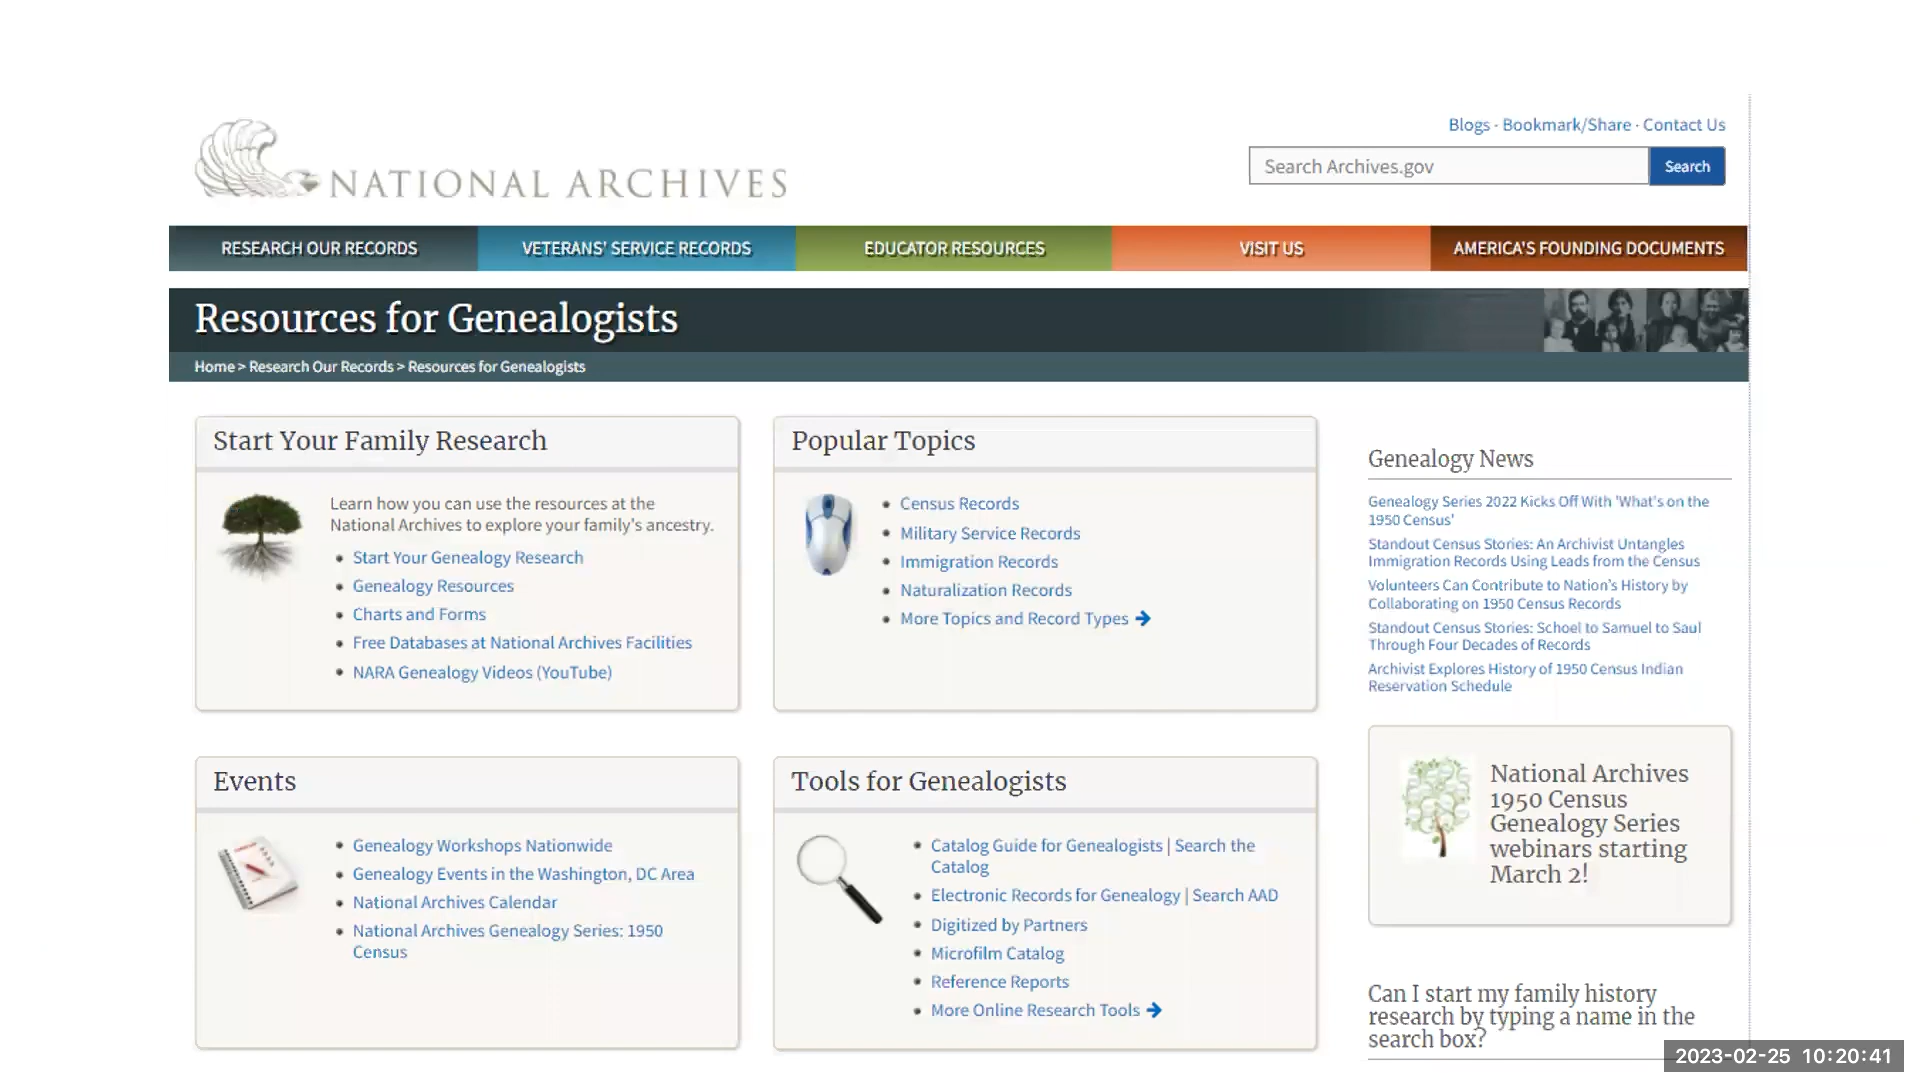 Blogs · Bookmark/Share · Contact Us
NATIONAL ARCHIVES
Search Archives.gov
Search
RESEARCH OUR RECORDS
VETERANS' SERVICE RECORDS
EDUCATOR RESOURCES
VISIT US
AMERICA'S FOUNDING DOCUMENTS
Resources for Genealogists
Home > Research Our Records > Resources for Genealogists
Start Your Family Research
Learn how you can use the resources at the
National Archives to explore your family's ancestry.
Start Your Genealogy Research
Genealogy Resources
Charts and Forms
Free Databases at National Archives Facilities
NARA Genealogy Videos (YouTube)
Popular Topics
Census Records
Military Service Records
Immigration Records
Naturalization Records
More Topics and Record Types
Genealogy News
Genealogy Series 2022 Kicks Off With 'What's on the
1950 Census'
Standout Census Stories: An Archivist Untangles
Immigration Records Using Leads from the Census
Volunteers Can Contribute to Nation's History by
Collaborating on 1950 Census Records
Standout Census Stories: Schoel to Samuel to Saul
Through Four Decades of Records
Archivist Explores History of 1950 Census Indian
Reservation Schedule
Events
Genealogy Workshops Nationwide
Genealogy Events in the Washington, DC Area
National Archives Calendar
National Archives Genealogy Series: 1950
Census
Tools for Genealogists
Catalog Guide for Genealogists | Search the
Catalog
Electronic Records for Genealogy | Search AAD
Digitized by Partners
Microfilm Catalog
Reference Reports
More Online Research Tools
National Archives
1950 Census
Genealogy Series
webinars starting
March 2!
Can I start my family history
research by typing a name in the
search box?
2023-02-25 10:20:41